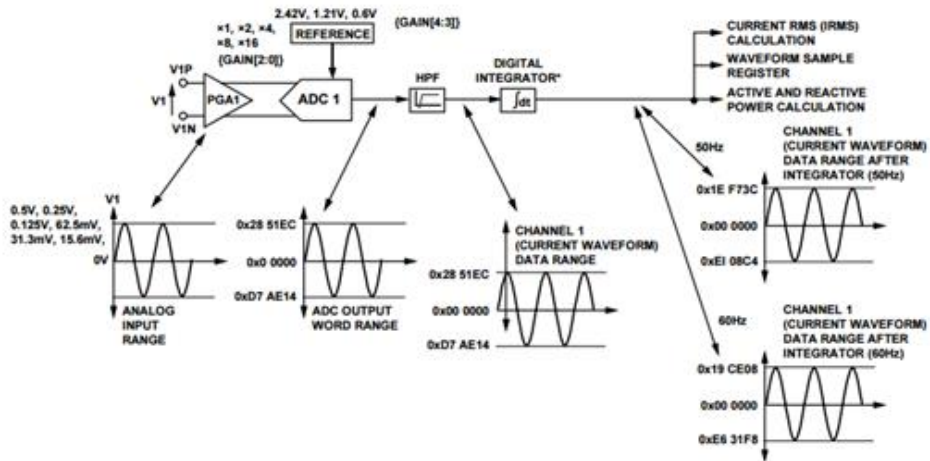 ×1, ×2, ×4,
×8, ×16
{GAIN[2:0]}
2.42V, 1.21V, 0.6V
REFERENCE
{GAIN[4:3]}
V1P
V1
V1N
PGA1
ADC 1
HPF
DIGITAL
INTEGRATOR*
∫dt
CURRENT RMS (IRMS)
CALCULATION
WAVEFORM SAMPLE
REGISTER
ACTIVE AND REACTIVE
POWER CALCULATION
50Hz
CHANNEL 1
(CURRENT WAVEFORM)
DATA RANGE AFTER
INTEGRATOR (50Hz)
0x1E F73C
0x00 0000
0xEI 08C4
V1
0.5V, 0.25V,
0.125V, 62.5mV,
31.3mV, 15.6mV,
0V
ANALOG
INPUT
RANGE
0x28 51EC
0x0 0000
0xD7 AE14
ADC OUTPUT
WORD RANGE
CHANNEL 1
(CURRENT WAVEFORM)
DATA RANGE
0x28 51EC
0x00 0000
0xD7 AE14
60Hz
CHANNEL 1
(CURRENT WAVEFORM)
DATA RANGE AFTER
INTEGRATOR (60Hz)
0x19 CE08
0x00 0000
0xE6 31F8